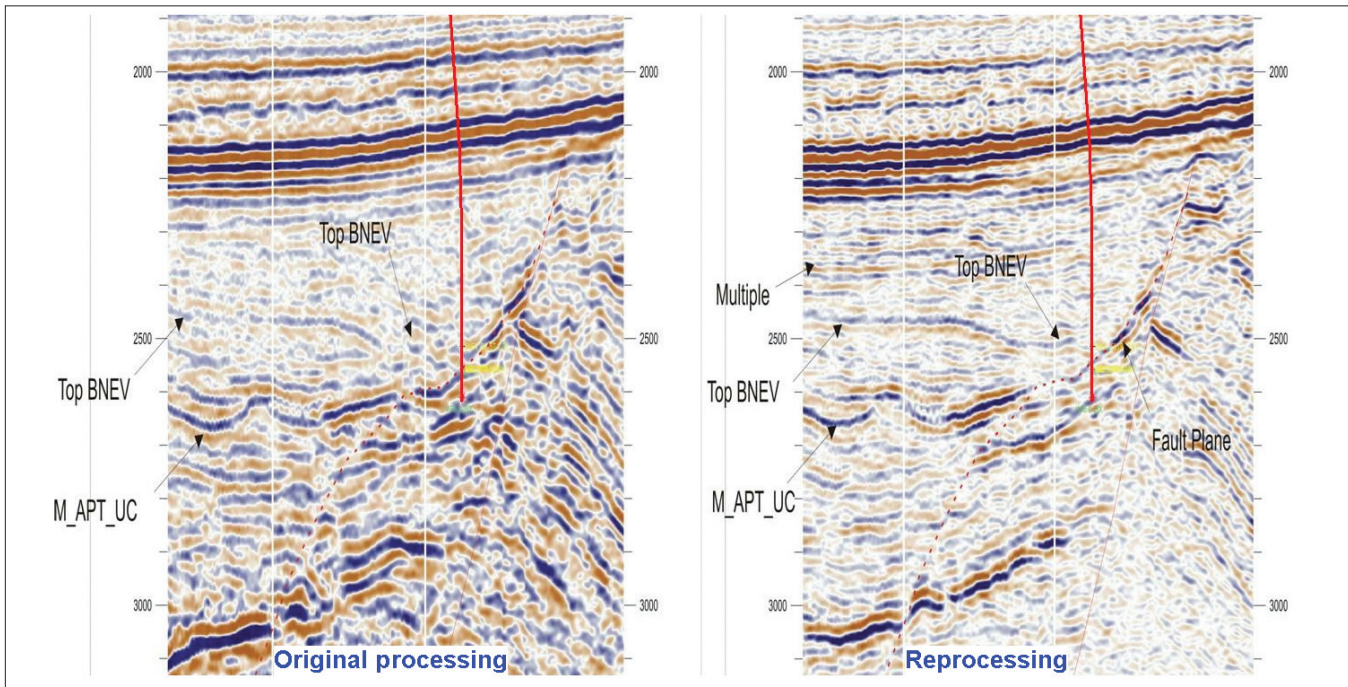 2000
2000
2000
2000
Top BNEV
Top BNEV
Multiple
2500
2500
2500
2500
Top BNEV
Top BNEV
M_APT_UC
Fault Plane
M_APT_UC
3000
3000
3000
3000
Original processing
Reprocessing